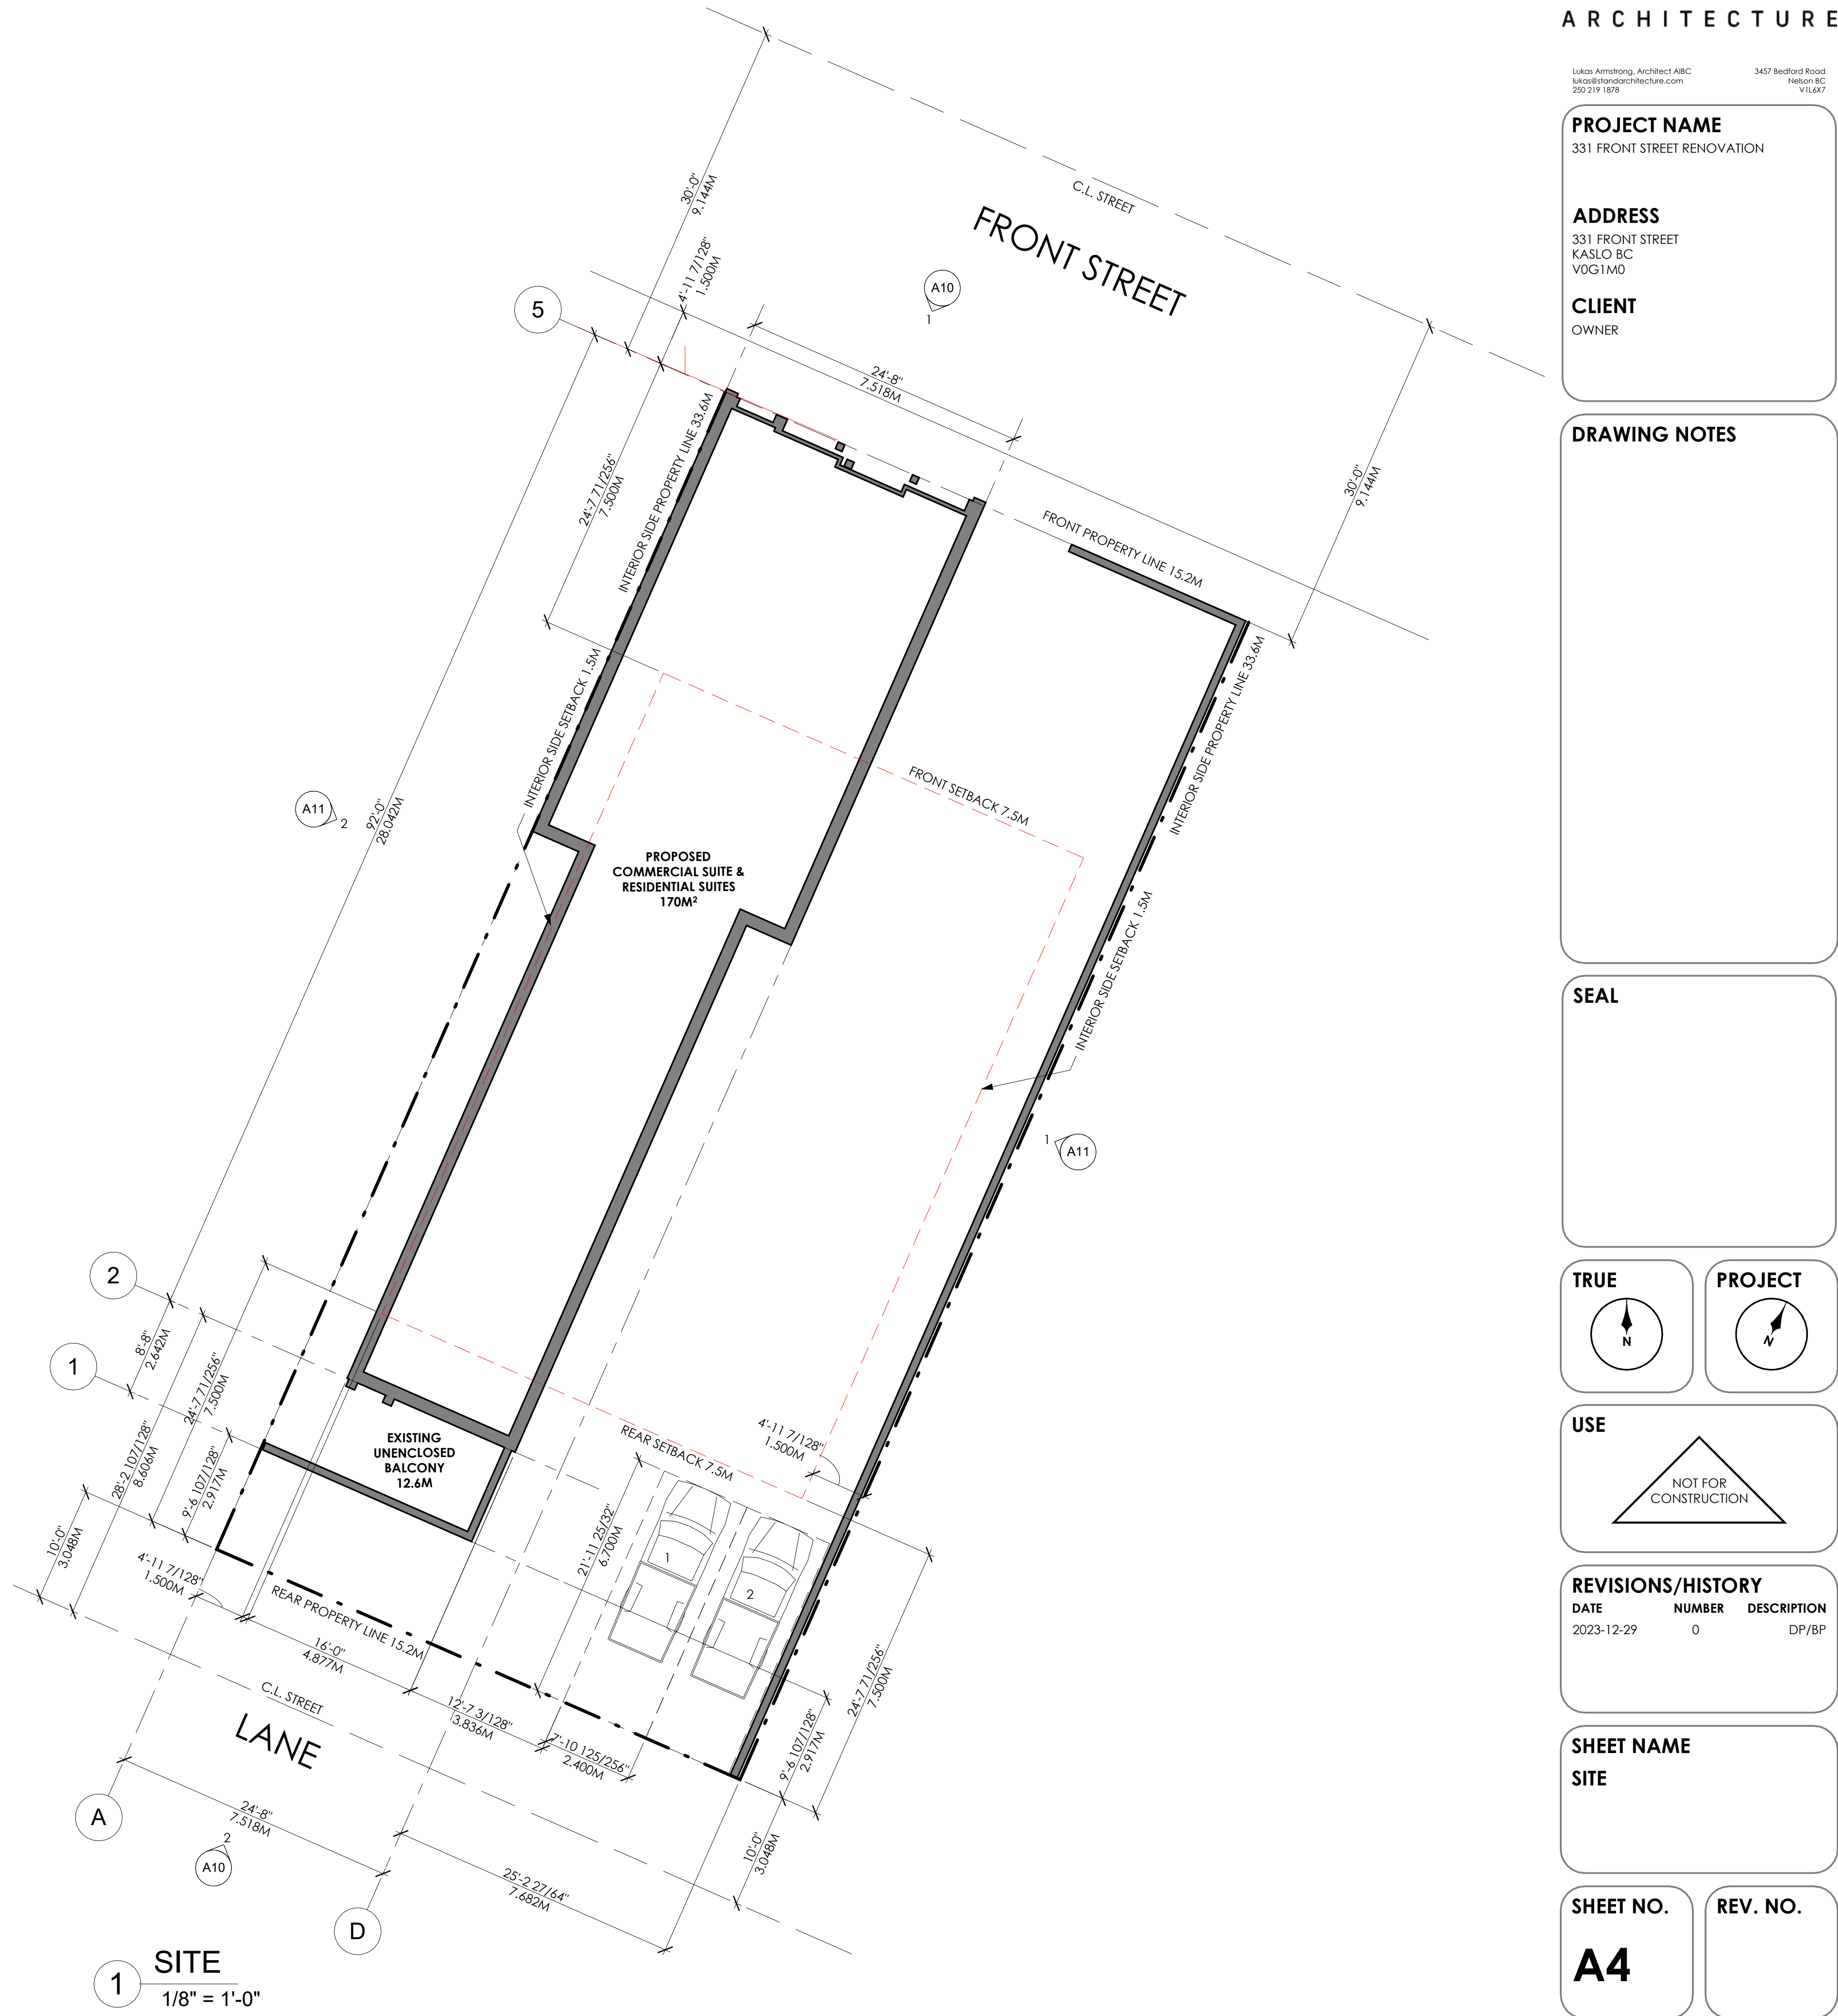 ARCHITECTURE
Lukas Armstrong, Architect AIBC
lukas@standarchitecture.com
250 219 1878
3457 Bedford Road
Nelson BC
V1L6X7
PROJECT NAME
331 FRONT STREET RENOVATION
ADDRESS
331 FRONT STREET
KASLO BC
V0G1M0
CLIENT
OWNER
DRAWING NOTES
SEAL
TRUE
N
PROJECT
N
USE
NOT FOR
CONSTRUCTION
REVISIONS/HISTORY
DATE NUMBER DESCRIPTION
2023-12-29 0 DP/BP
SHEET NAME
SITE
SHEET NO.
A4
REV. NO.
C.L. STREET
FRONT STREET
30'-0"
9.144M
4'-11 7/128"
1.500M
A10
1
5
24'-8"
7.518M
30'-0"
9.144M
24'-7 71/256"
7.500M
INTERIOR SIDE PROPERTY LINE 33.6M
FRONT PROPERTY LINE 15.2M
INTERIOR SIDE SETBACK 1.5M
INTERIOR SIDE PROPERTY LINE 33.6M
FRONT SETBACK 7.5M
A11
2
92'-0"
28.042M
PROPOSED
COMMERCIAL SUITE &
RESIDENTIAL SUITES
170M²
INTERIOR SIDE SETBACK 1.5M
1
A11
2
1
8'-8"
2.642M
24'-7 71/256"
7.500M
28'-2 107/128"
8.606M
9'-6 107/128"
2.917M
10'-0"
3.048M
4'-11 7/128"
1.500M
EXISTING
UNENCLOSED
BALCONY
12.6M
REAR SETBACK 7.5M
4'-11 7/128"
1.500M
21'-11 25/32"
6.700M
1
2
REAR PROPERTY LINE 15.2M
16'-0"
4.877M
12'-7 3/128"
3.836M
7'-10 125/256"
2.400M
24'-7 71/256"
7.500M
9'-6 107/128"
2.917M
10'-0"
3.048M
C.L. STREET
LANE
A
24'-8"
7.518M
2
A10
25'-2 27/64"
7.682M
D
1
SITE
1/8" = 1'-0"